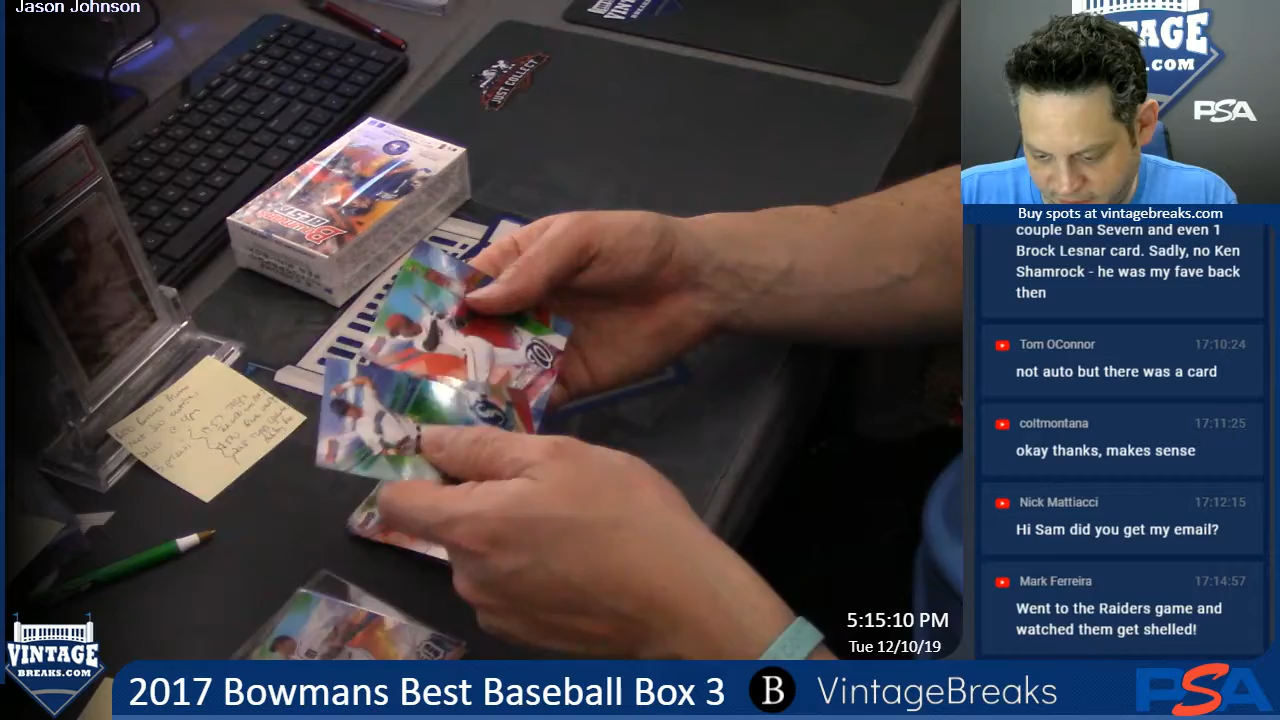 Jason Johnson
VINTAGE
JUST COLLECT
TAGE
.COM
PSA
Buy spots at vintagebreaks.com
couple Dan Severn and even 1
Brock Lesnar card. Sadly, no Ken
Shamrock - he was my fave back
then
Tom OConnor 17:10:24
not auto but there was a card
coltmontana 17:11:25
okay thanks, makes sense
Nick Mattiacci 17:12:15
Hi Sam did you get my email?
Mark Ferreira 17:14:57
Went to the Raiders game and
watched them get shelled!
BEST
5:15:10 PM
Tue 12/10/19
VINTAGE
BREAKS.COM
2017 Bowmans Best Baseball Box 3
B
VintageBreaks
PSA